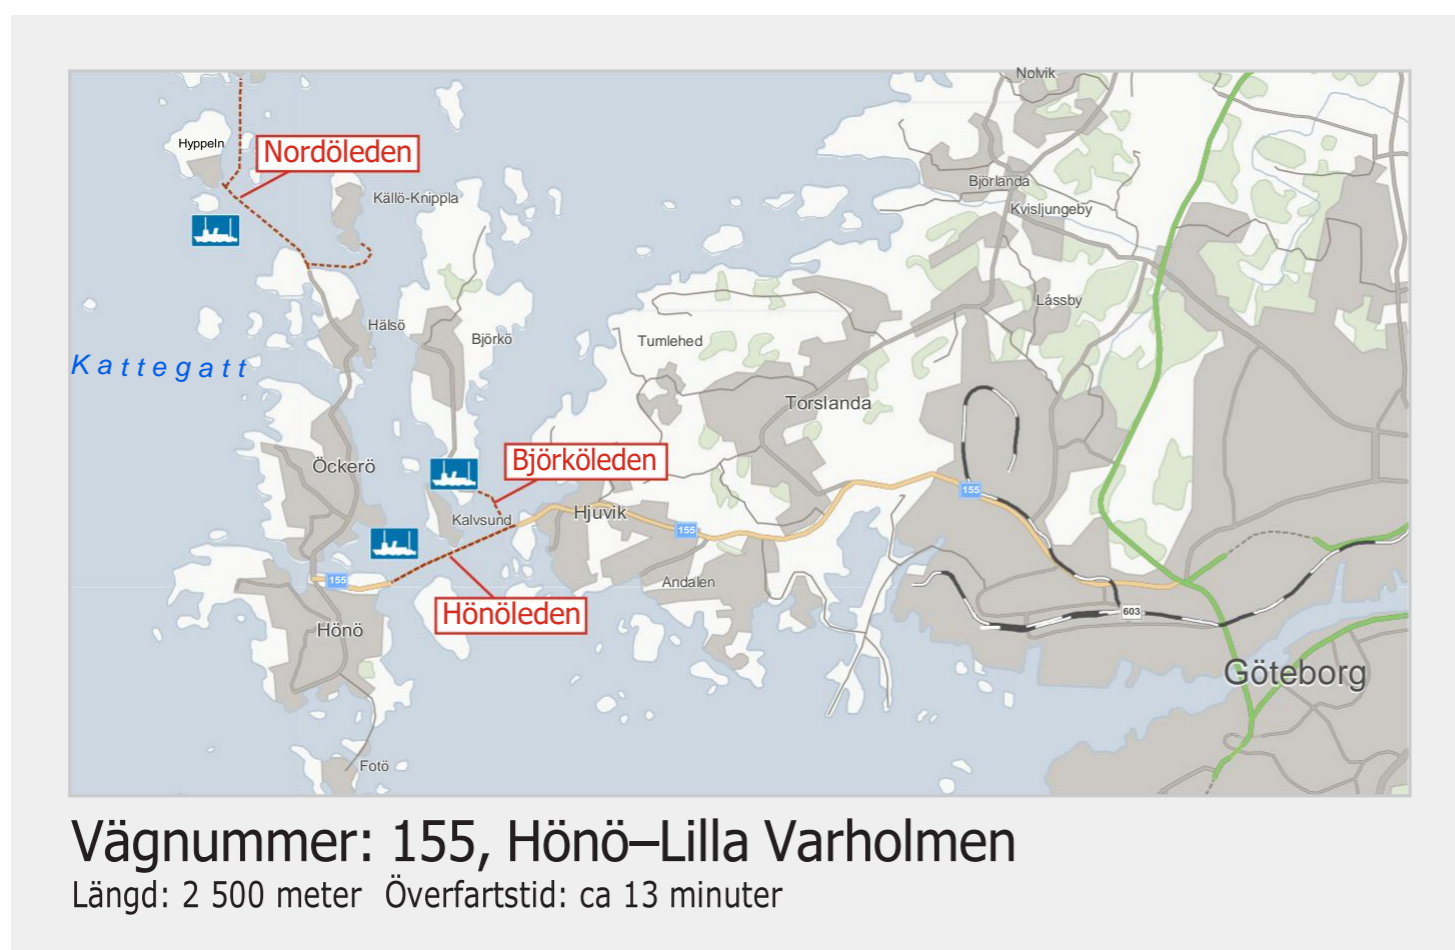 Nolvik
Hyppeln
Nordöleden
Björlanda
Källö-Knippla
Kvisljungeby
Låssby
Hälsö
Björkö
Tumlehed
Kattegatt
Torslanda
Öckerö
Björköleden
155
Kalvsund
Hjuvik
155
155
Andalen
Hönöleden
603
Hönö
Göteborg
Fotö
Vägnummer: 155, Hönö–Lilla Varholmen
Längd: 2 500 meter Överfartstid: ca 13 minuter